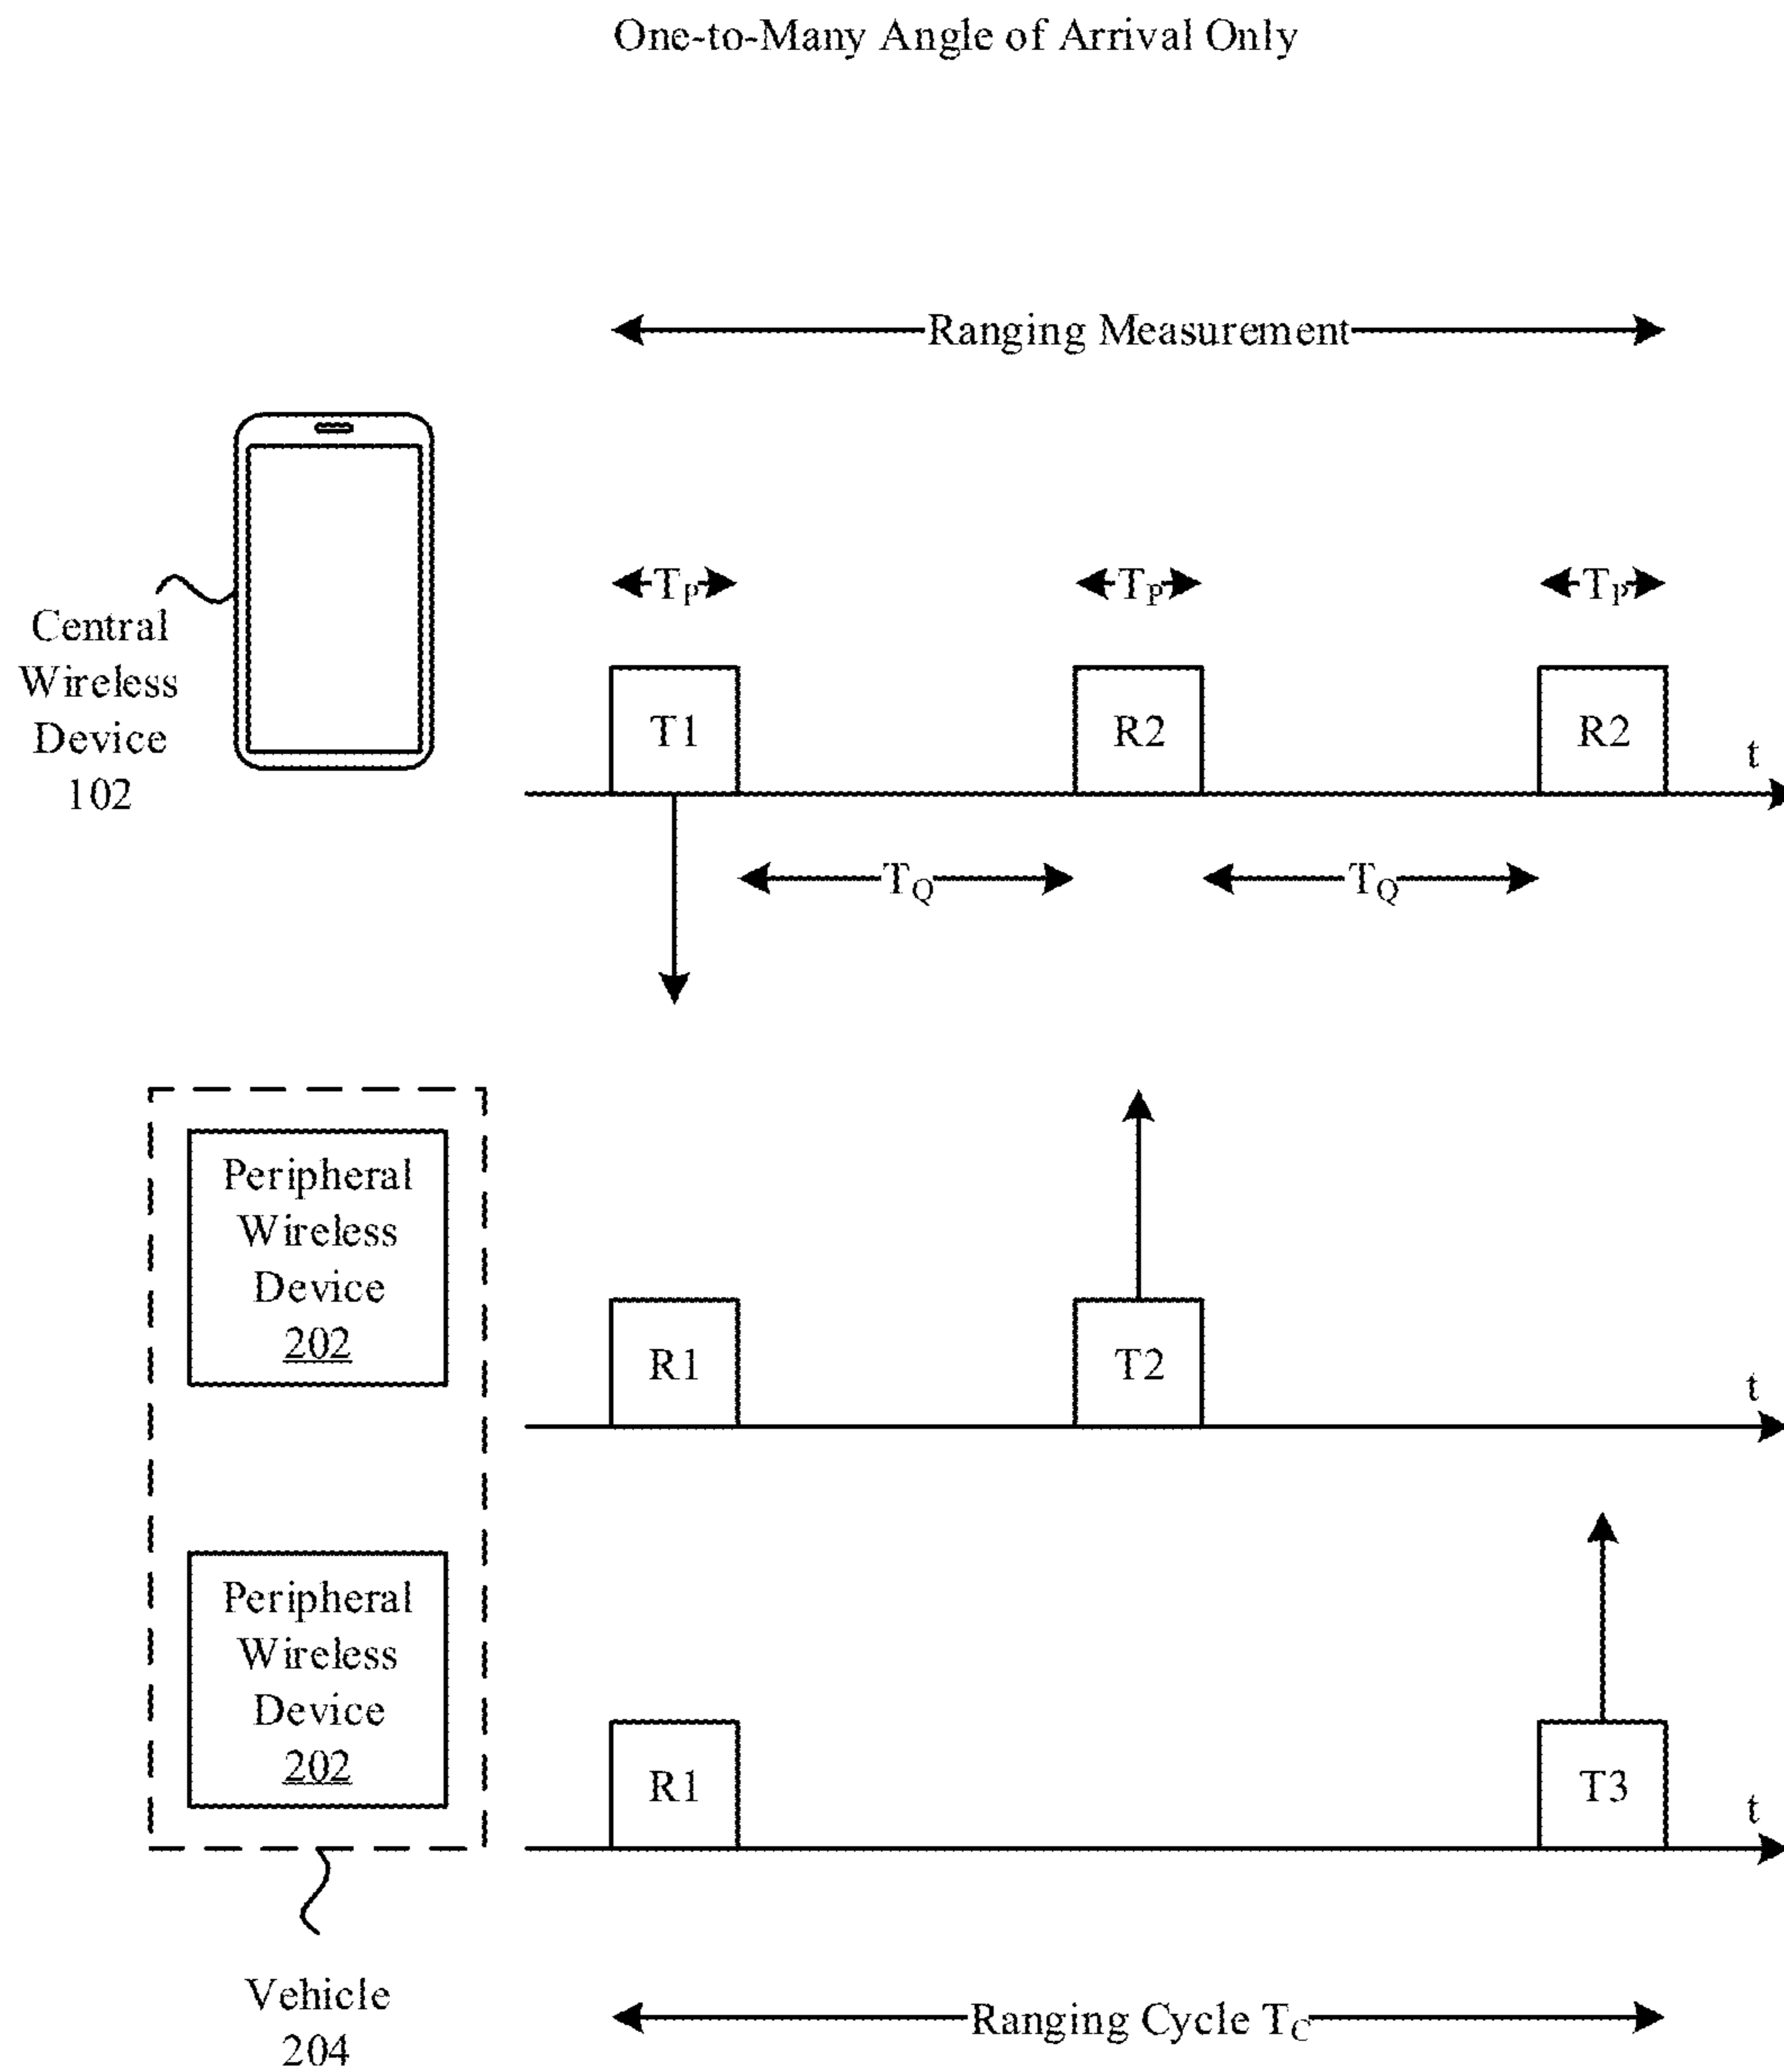 One-to-Many Angle of Arrival Only
Ranging Measurement
Central
Wireless
Device
102
TP
TP
TP
T1
R2
R2
t
TQ
TQ
Peripheral
Wireless
Device
202
R1
T2
t
Peripheral
Wireless
Device
202
R1
T3
t
Vehicle
204
Ranging Cycle TC